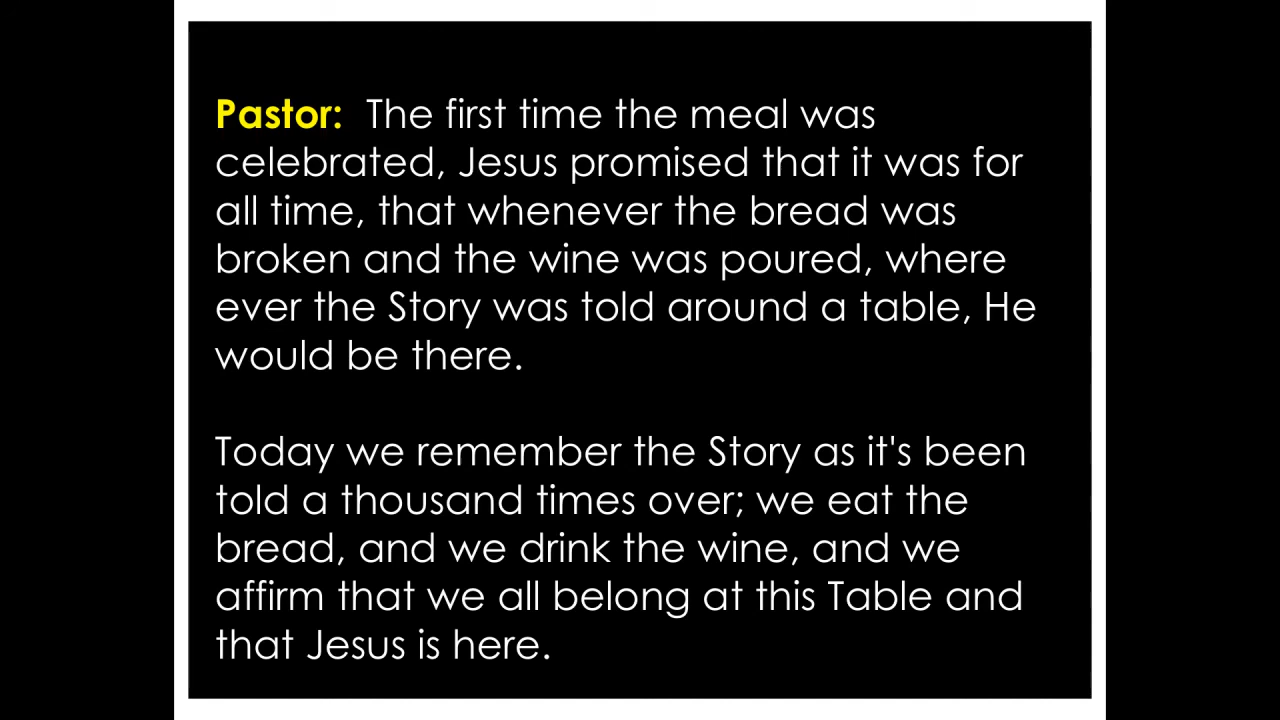 Pastor: The first time the meal was
celebrated, Jesus promised that it was for
all time, that whenever the bread was
broken and the wine was poured, where
ever the Story was told around a table, He
would be there.
Today we remember the Story as it's been
told a thousand times over; we eat the
bread, and we drink the wine, and we
affirm that we all belong at this Table and
that Jesus is here.